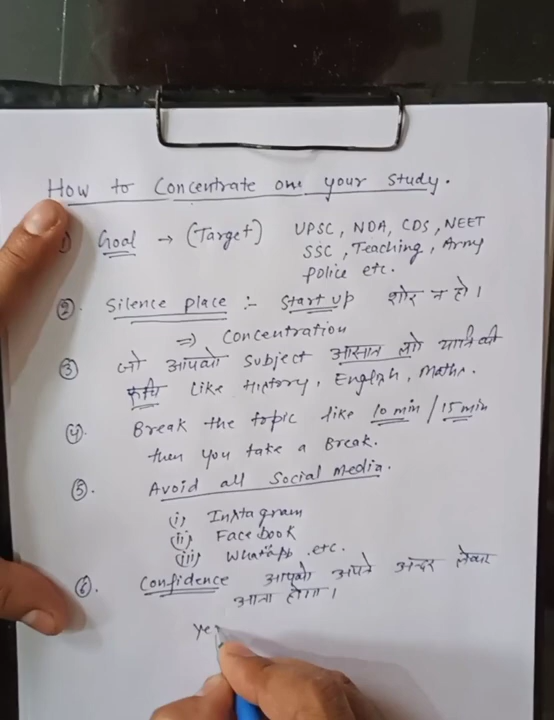 How to Concentrate one your study.
1) Goal → (Target) UPSC, NDA, CDS, NEET
SSC, Teaching, Army
police etc.
②. Silence place :- Start up शोर न हो।
⇒ Concentration
③ जो आपको subject आसान लगे यानि की
रूचि Like History, English, Maths.
④. Break the topic like 10 min / 15 min
then you take a Break.
⑤. Avoid all Social Media.
(i) Instagram
(ii) Facebook
(iii) Whatapp. etc.
⑥. Confidence आपको अपने अन्दर लेकर
आना होगा।
Ye